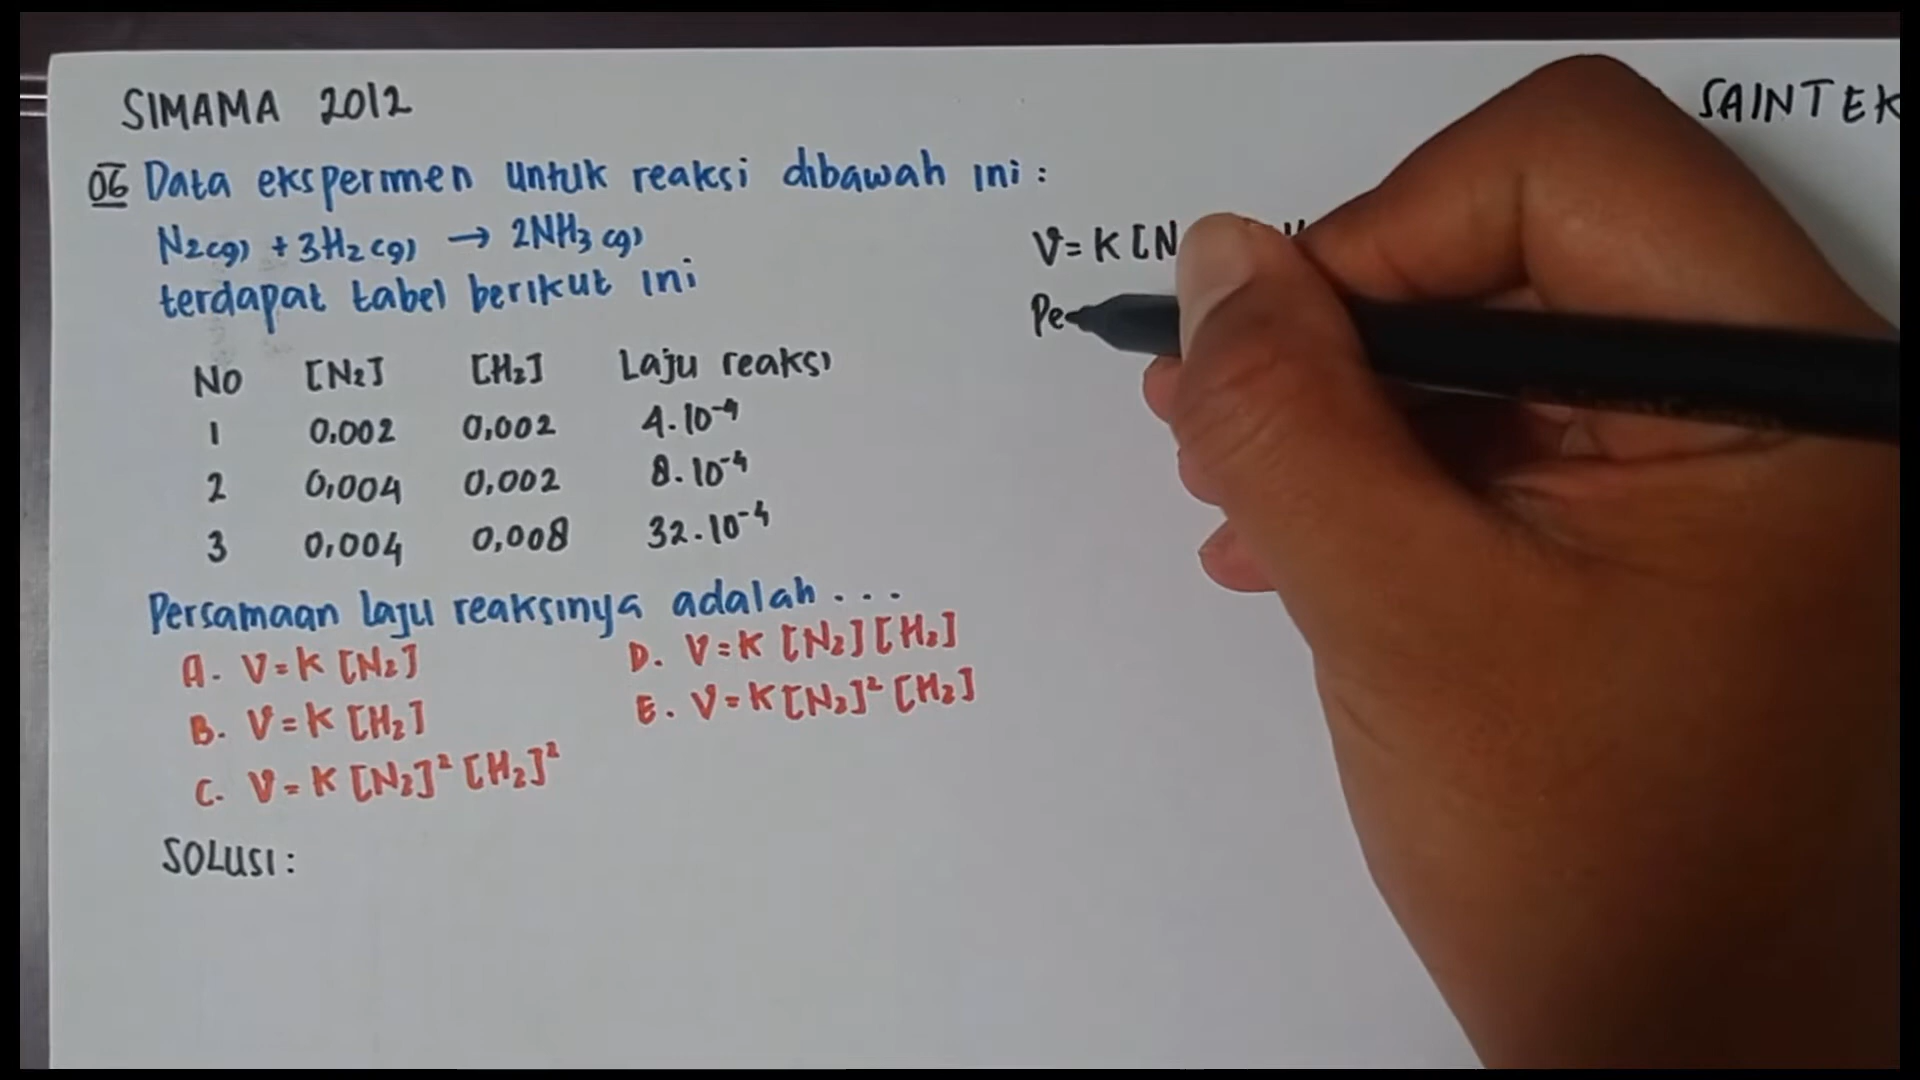 SIMAMA 2012
SAINTEK
06 Data eksperimen untuk reaksi dibawah ini :
N2(g) + 3H2(g) → 2NH3(g)
terdapat tabel berikut ini
No [N2] [H2] Laju reaksi
1 0.002 0,002 4.10⁻⁴
2 0,004 0,002 8.10⁻⁴
3 0,004 0,008 32.10⁻⁴
Persamaan laju reaksinya adalah . . .
A. V=K [N2]
B. V=K [H2]
C. V=K [N2]² [H2]²
D. V=K [N2] [H2]
E. V=K [N2]² [H2]
SOLUSI :
V=K [N
Pe